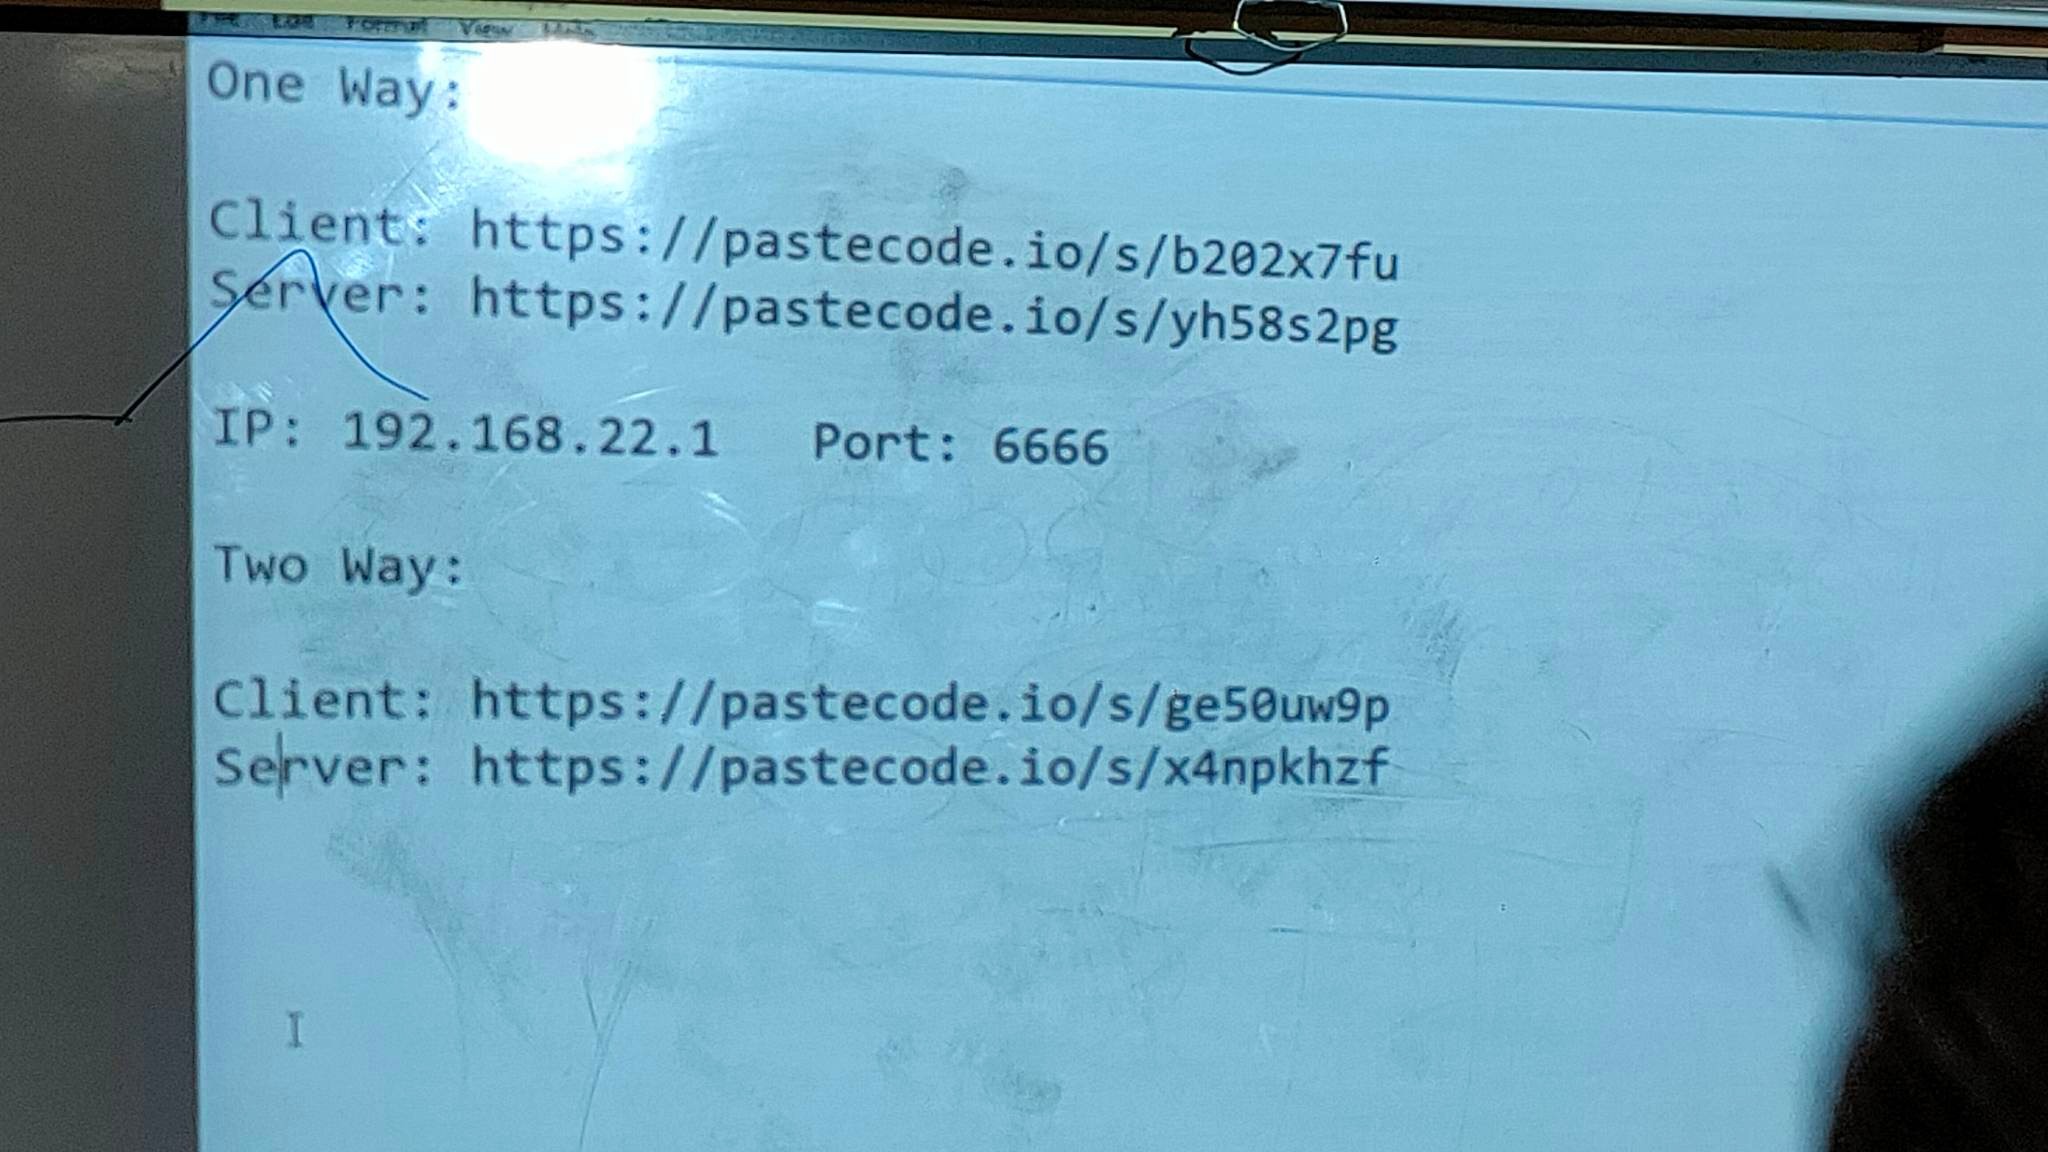 Edit Format View Help
One Way:
Client: https://pastecode.io/s/b202x7fu
Server: https://pastecode.io/s/yh58s2pg
IP: 192.168.22.1 Port: 6666
Two Way:
Client: https://pastecode.io/s/ge50uw9p
Server: https://pastecode.io/s/x4npkhzf